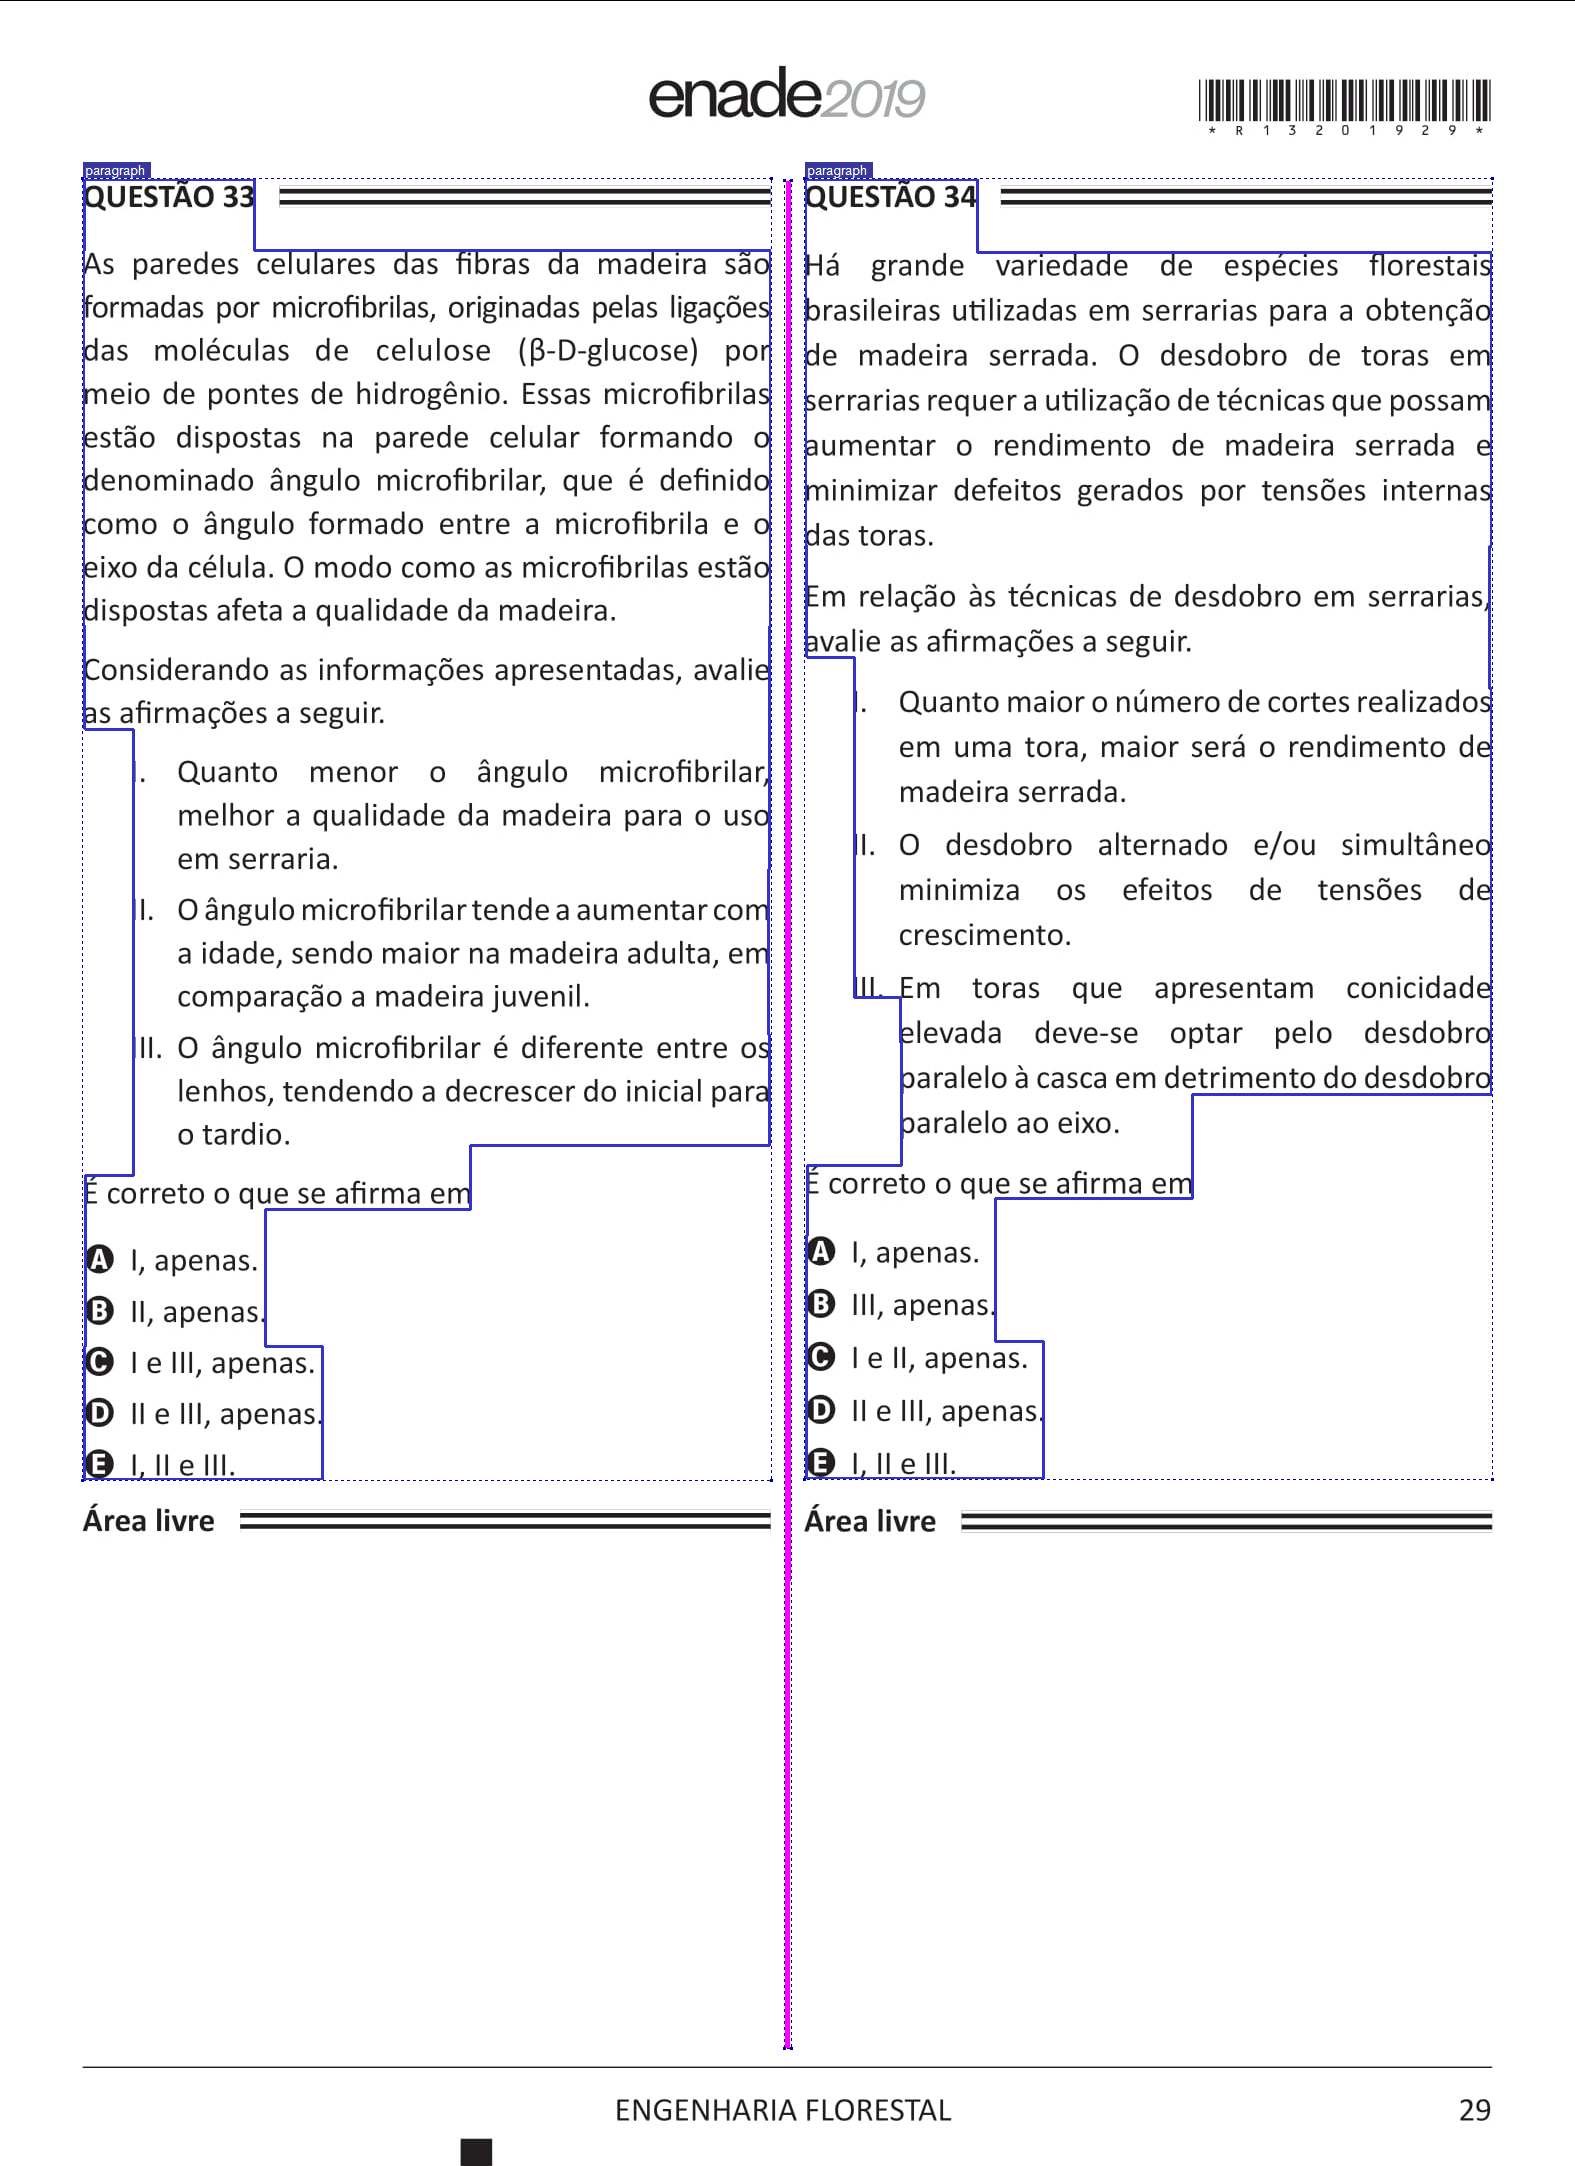 enade2019
*R13201929*
paragraph
QUESTÃO 33
As paredes celulares das fibras da madeira são
formadas por microfibrilas, originadas pelas ligações
das moléculas de celulose (β-D-glucose) por
meio de pontes de hidrogênio. Essas microfibrilas
estão dispostas na parede celular formando o
denominado ângulo microfibrilar, que é definido
como o ângulo formado entre a microfibrila e o
eixo da célula. O modo como as microfibrilas estão
dispostas afeta a qualidade da madeira.
Considerando as informações apresentadas, avalie
as afirmações a seguir.
I. Quanto menor o ângulo microfibrilar,
melhor a qualidade da madeira para o uso
em serraria.
II. O ângulo microfibrilar tende a aumentar com
a idade, sendo maior na madeira adulta, em
comparação a madeira juvenil.
III. O ângulo microfibrilar é diferente entre os
lenhos, tendendo a decrescer do inicial para
o tardio.
É correto o que se afirma em
A I, apenas.
B II, apenas.
C I e III, apenas.
D II e III, apenas.
E I, II e III.
Área livre
paragraph
QUESTÃO 34
Há grande variedade de espécies florestais
brasileiras utilizadas em serrarias para a obtenção
de madeira serrada. O desdobro de toras em
serrarias requer a utilização de técnicas que possam
aumentar o rendimento de madeira serrada e
minimizar defeitos gerados por tensões internas
das toras.
Em relação às técnicas de desdobro em serrarias,
avalie as afirmações a seguir.
I. Quanto maior o número de cortes realizados
em uma tora, maior será o rendimento de
madeira serrada.
II. O desdobro alternado e/ou simultâneo
minimiza os efeitos de tensões de
crescimento.
III. Em toras que apresentam conicidade
elevada deve-se optar pelo desdobro
paralelo à casca em detrimento do desdobro
paralelo ao eixo.
É correto o que se afirma em
A I, apenas.
B III, apenas.
C I e II, apenas.
D II e III, apenas.
E I, II e III.
Área livre
ENGENHARIA FLORESTAL
29